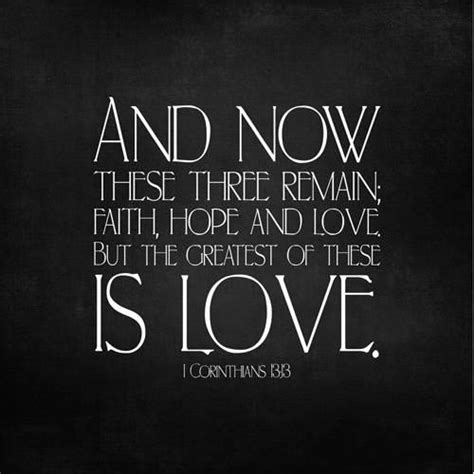 AND NOW
THESE THREE REMAIN;
FAITH, HOPE AND LOVE.
BUT THE GREATEST OF THESE
IS LOVE.
1 CORINTHIANS 13:13